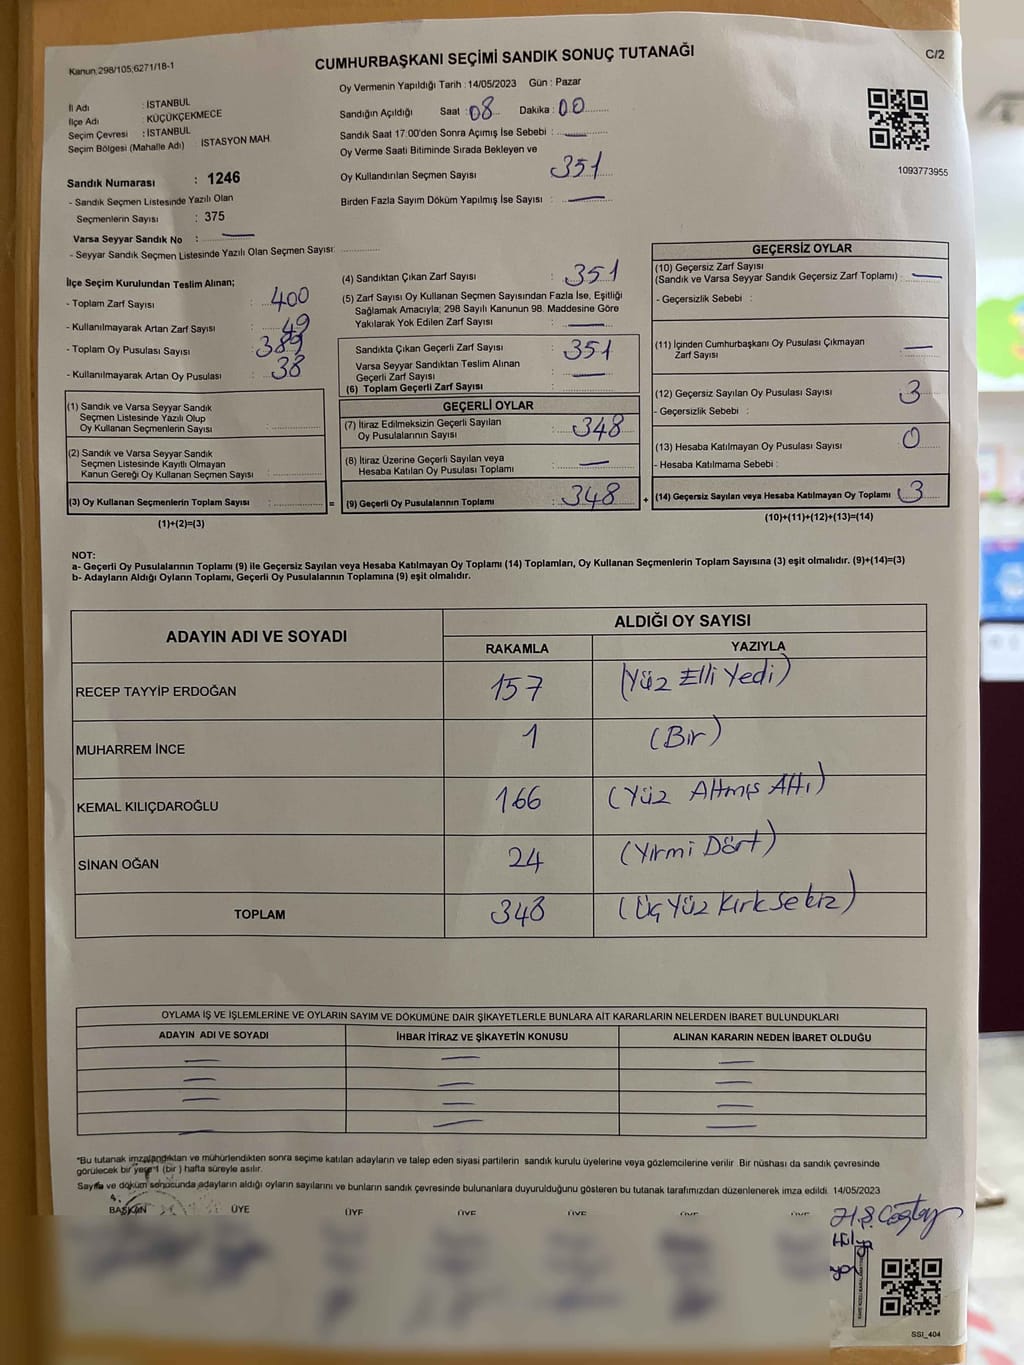 Kanun:298/105;6271/18-1
CUMHURBAŞKANI SEÇİMİ SANDIK SONUÇ TUTANAĞI
C/2
İl Adı : İSTANBUL
İlçe Adı : KÜÇÜKÇEKMECE
Seçim Çevresi : İSTANBUL
Seçim Bölgesi (Mahalle Adı) İSTASYON MAH.
Oy Vermenin Yapıldığı Tarih : 14/05/2023 Gün : Pazar
Sandığın Açıldığı Saat : 08 Dakika : 00
Sandık Saat 17:00'den Sonra Açımış İse Sebebi : —
Oy Verme Saati Bitiminde Sırada Bekleyen ve
Oy Kullandırılan Seçmen Sayısı : 351
Birden Fazla Sayım Döküm Yapılmış İse Sayısı : —
1093773955
Sandık Numarası : 1246
- Sandık Seçmen Listesinde Yazılı Olan
Seçmenlerin Sayısı : 375
Varsa Seyyar Sandık No : —
- Seyyar Sandık Seçmen Listesinde Yazılı Olan Seçmen Sayısı:
İlçe Seçim Kurulundan Teslim Alınan;
- Toplam Zarf Sayısı : 400
- Kullanılmayarak Artan Zarf Sayısı : 49
- Toplam Oy Pusulası Sayısı : 389
- Kullanılmayarak Artan Oy Pusulası : 38
(1) Sandık ve Varsa Seyyar Sandık
Seçmen Listesinde Yazılı Olup
Oy Kullanan Seçmenlerin Sayısı :
(2) Sandık ve Varsa Seyyar Sandık
Seçmen Listesinde Kayıtlı Olmayan
Kanun Gereği Oy Kullanan Seçmen Sayısı :
(3) Oy Kullanan Seçmenlerin Toplam Sayısı : =
(1)+(2)=(3)
(4) Sandıktan Çıkan Zarf Sayısı : 351
(5) Zarf Sayısı Oy Kullanan Seçmen Sayısından Fazla İse, Eşitliği
Sağlamak Amacıyla, 298 Sayılı Kanunun 98. Maddesine Göre
Yakılarak Yok Edilen Zarf Sayısı : —
Sandıkta Çıkan Geçerli Zarf Sayısı : 351
Varsa Seyyar Sandıktan Teslim Alınan
Geçerli Zarf Sayısı : —
(6) Toplam Geçerli Zarf Sayısı :
GEÇERLİ OYLAR
(7) İtiraz Edilmeksizin Geçerli Sayılan
Oy Pusulalarının Sayısı : 348
(8) İtiraz Üzerine Geçerli Sayılan veya
Hesaba Katılan Oy Pusulası Toplamı : —
(9) Geçerli Oy Pusulalarının Toplamı : 348 +
GEÇERSİZ OYLAR
(10) Geçersiz Zarf Sayısı
(Sandık ve Varsa Seyyar Sandık Geçersiz Zarf Toplamı) : —
- Geçersizlik Sebebi :
(11) İçinden Cumhurbaşkanı Oy Pusulası Çıkmayan
Zarf Sayısı : —
(12) Geçersiz Sayılan Oy Pusulası Sayısı : 3
- Geçersizlik Sebebi :
(13) Hesaba Katılmayan Oy Pusulası Sayısı : 0
- Hesaba Katılmama Sebebi :
(14) Geçersiz Sayılan veya Hesaba Katılmayan Oy Toplamı : 3
(10)+(11)+(12)+(13)=(14)
NOT:
a- Geçerli Oy Pusulalarının Toplamı (9) ile Geçersiz Sayılan veya Hesaba Katılmayan Oy Toplamı (14) Toplamları, Oy Kullanan Seçmenlerin Toplam Sayısına (3) eşit olmalıdır. (9)+(14)=(3)
b- Adayların Aldığı Oyların Toplamı, Geçerli Oy Pusulalarının Toplamına (9) eşit olmalıdır.
ADAYIN ADI VE SOYADI
ALDIĞI OY SAYISI
RAKAMLA YAZIYLA
RECEP TAYYİP ERDOĞAN 157 (Yüz Elli Yedi)
MUHARREM İNCE 1 (Bir)
KEMAL KILIÇDAROĞLU 166 (Yüz Altmış Altı)
SİNAN OĞAN 24 (Yirmi Dört)
TOPLAM 348 (Üç Yüz Kırk Sekiz)
OYLAMA İŞ VE İŞLEMLERİNE VE OYLARIN SAYIM VE DÖKÜMÜNE DAİR ŞİKAYETLERLE BUNLARA AİT KARARLARIN NELERDEN İBARET BULUNDUKLARI
ADAYIN ADI VE SOYADI İHBAR İTİRAZ VE ŞİKAYETİN KONUSU ALINAN KARARIN NEDEN İBARET OLDUĞU
— — —
— — —
— — —
— — —
*Bu tutanak imzalandıktan ve mühürlendikten sonra seçime katılan adayların ve talep eden siyasi partilerin sandık kurulu üyelerine veya gözlemcilerine verilir. Bir nüshası da sandık çevresinde
görülecek bir yere 1 (bir) hafta süreyle asılır.
Sayım ve döküm sonucunda adayların aldığı oyların sayılarını ve bunların sandık çevresinde bulunanlara duyurulduğunu gösteren bu tutanak tarafımızdan düzenlenerek imza edildi. 14/05/2023
BAŞKAN ÜYE ÜYE ÜYE ÜYE ÜYE ÜYE
SSI_404